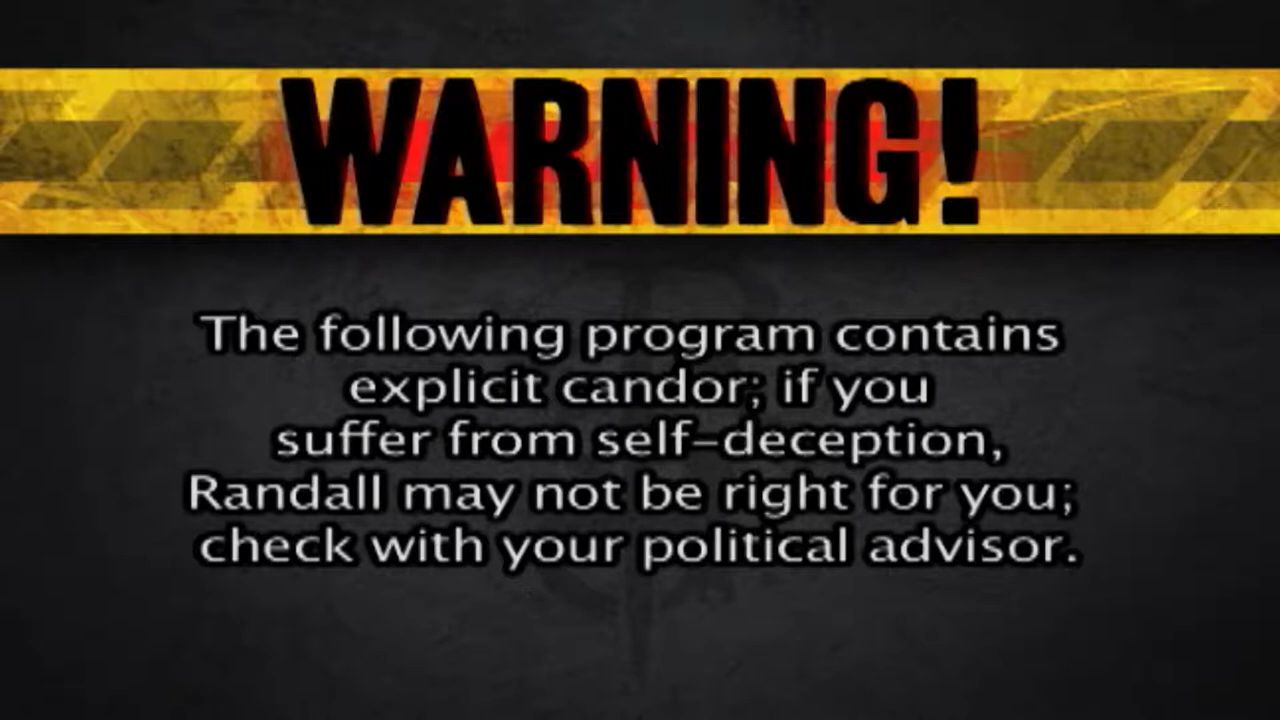 WARNING!
The following program contains
explicit candor; if you
suffer from self-deception,
Randall may not be right for you;
check with your political advisor.